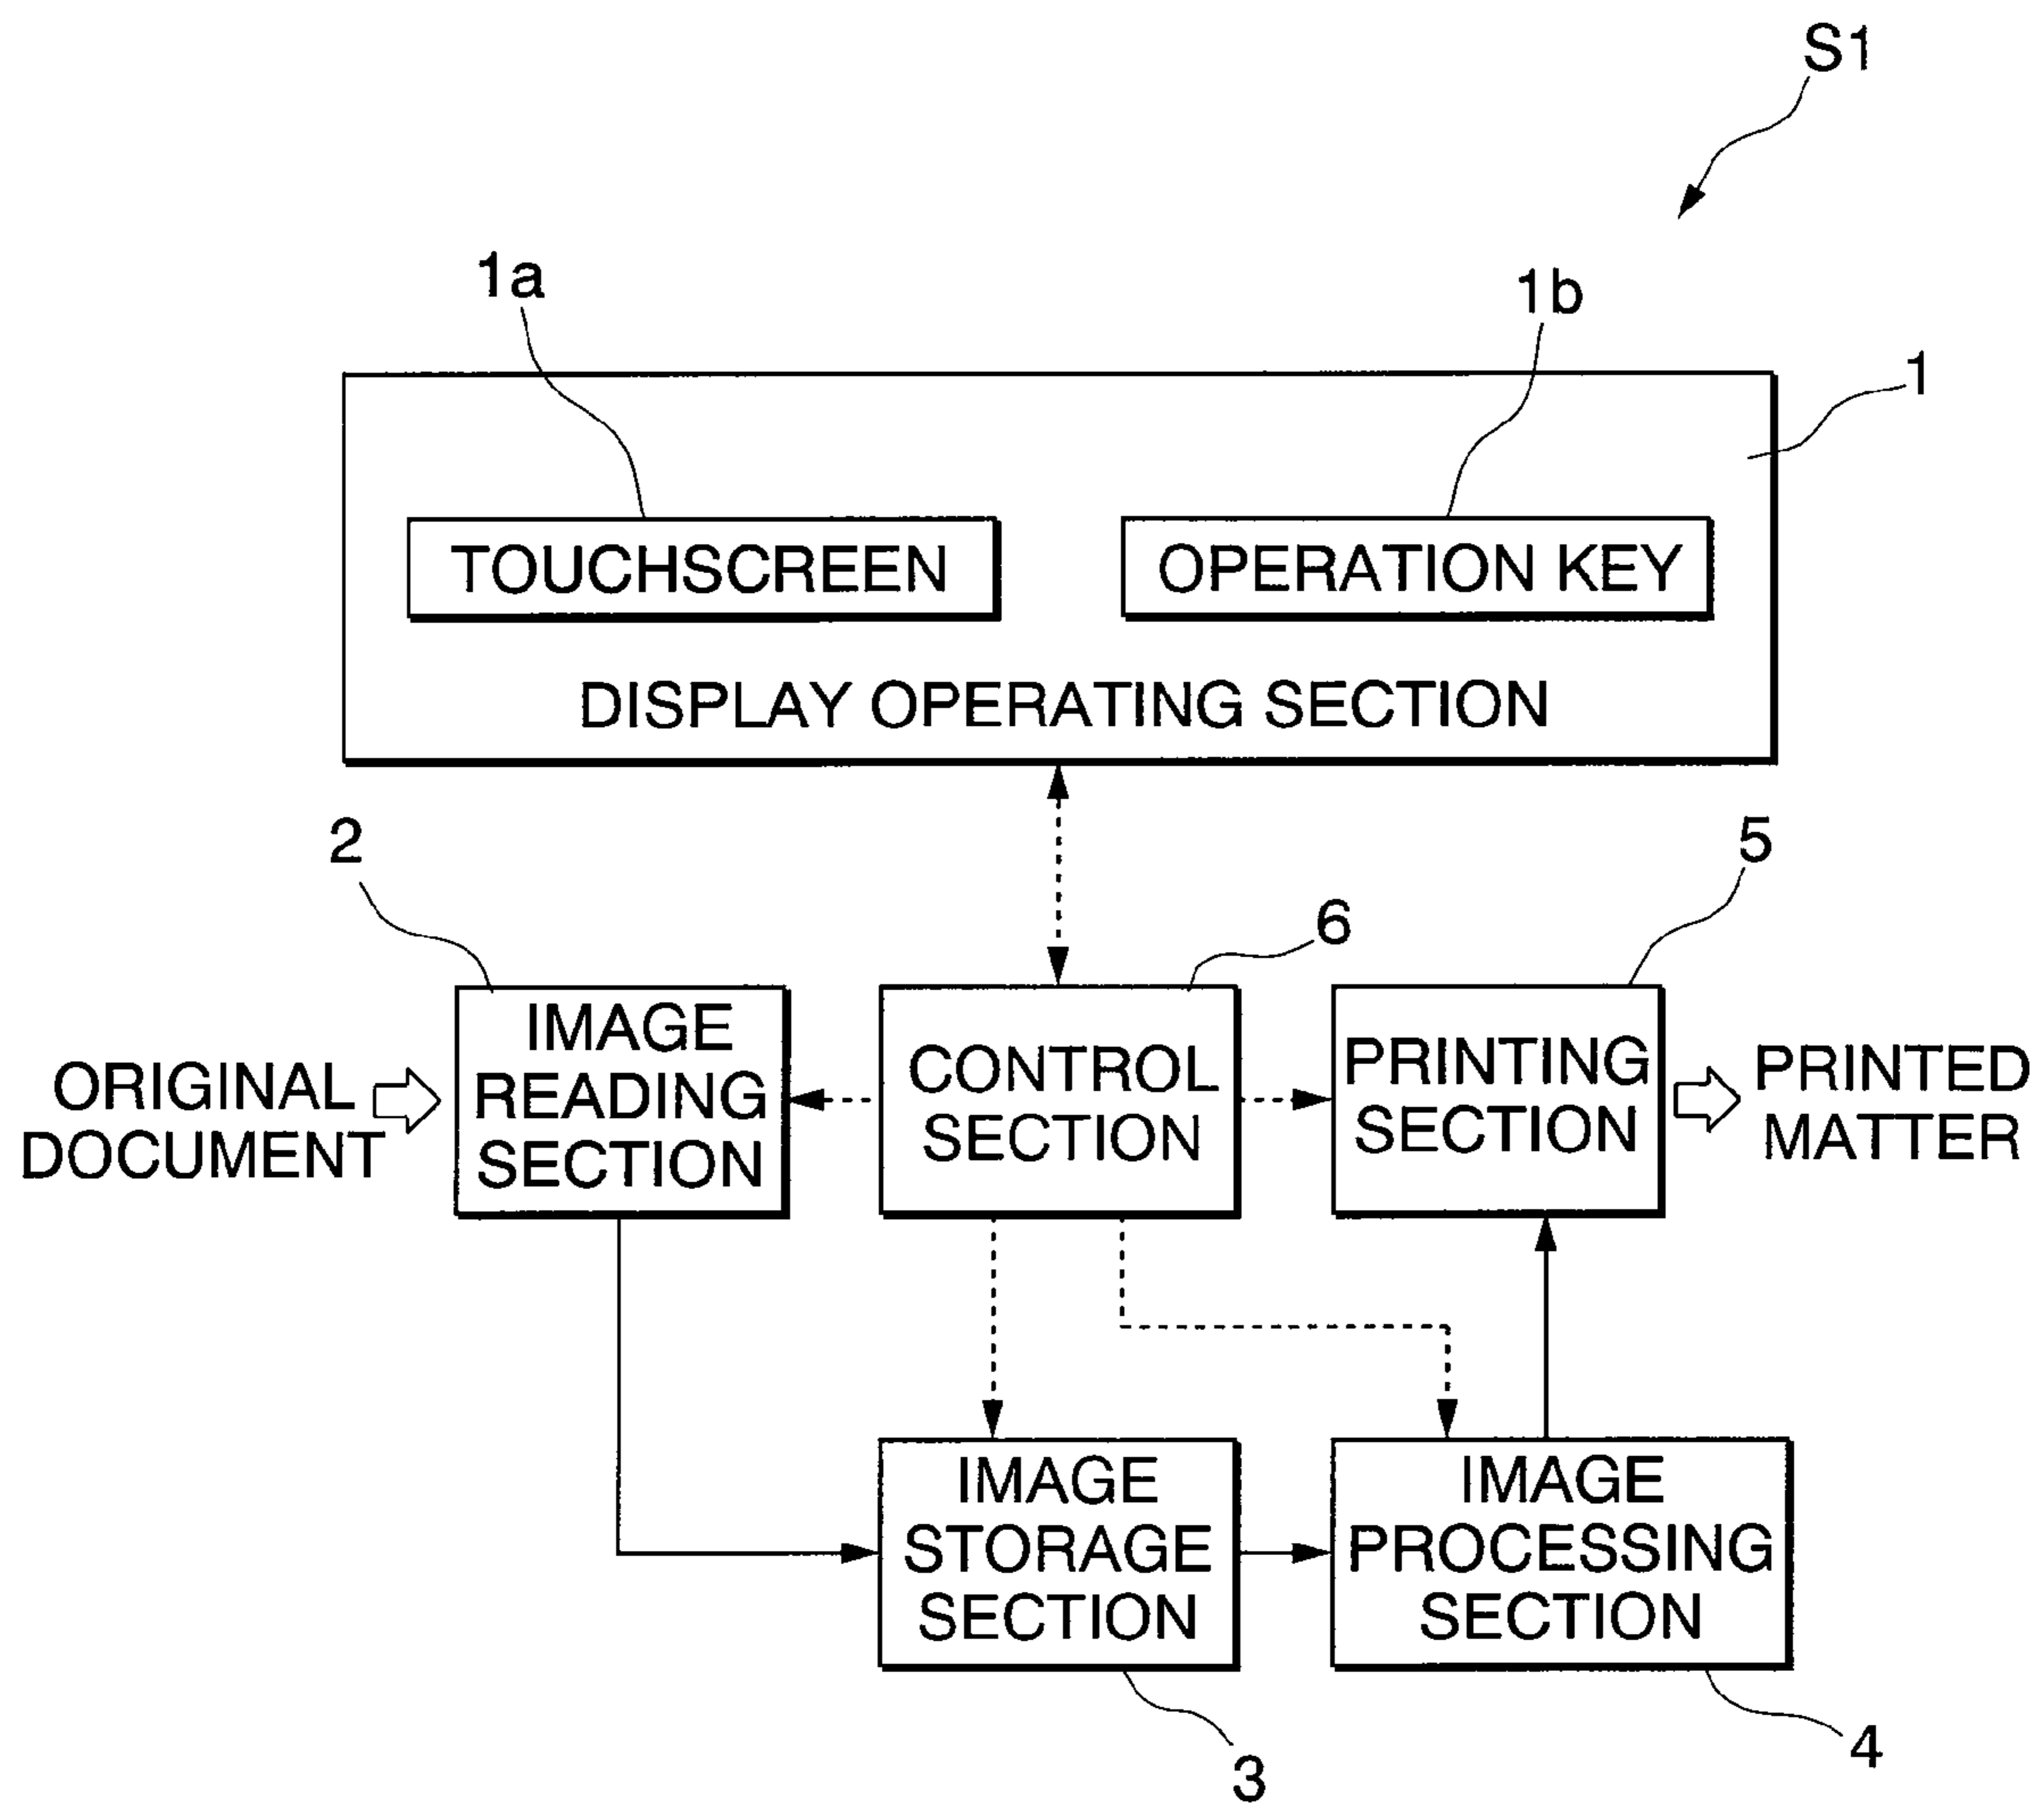 S1
1a
1b
1
TOUCHSCREEN
OPERATION KEY
DISPLAY OPERATING SECTION
2
5
6
ORIGINAL
DOCUMENT
IMAGE
READING
SECTION
CONTROL
SECTION
PRINTING
SECTION
PRINTED
MATTER
IMAGE
STORAGE
SECTION
IMAGE
PROCESSING
SECTION
3
4